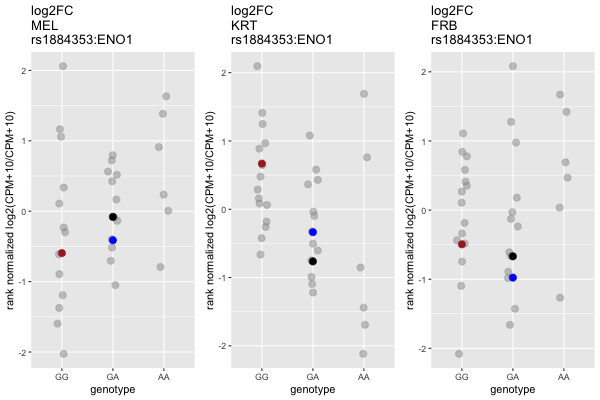 log2FC
MEL
rs1884353:ENO1
rank normalized log2(CPM+10/CPM+10)
2
1
0
-1
-2
GG
GA
AA
genotype
log2FC
KRT
rs1884353:ENO1
rank normalized log2(CPM+10/CPM+10)
2
1
0
-1
-2
GG
GA
AA
genotype
log2FC
FRB
rs1884353:ENO1
rank normalized log2(CPM+10/CPM+10)
2
1
0
-1
-2
GG
GA
AA
genotype